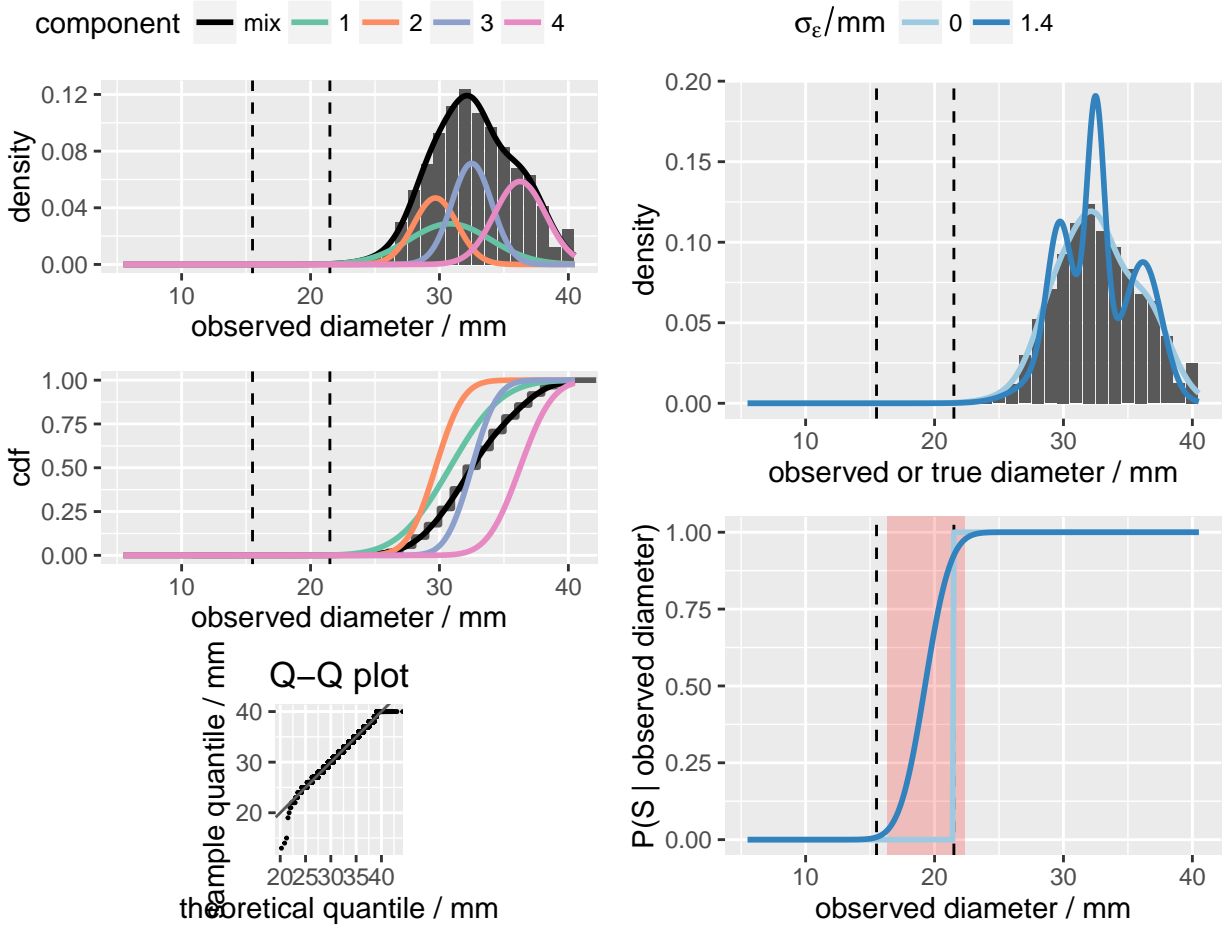 component mix 1 2 3 4
density
0.12
0.08
0.04
0.00
10 20 30 40
observed diameter / mm
cdf
1.00
0.75
0.50
0.25
0.00
10 20 30 40
observed diameter / mm
Q−Q plot
sample quantile / mm
40
30
20
2025303540
theoretical quantile / mm
σε/mm 0 1.4
density
0.20
0.15
0.10
0.05
0.00
10 20 30 40
observed or true diameter / mm
P(S | observed diameter)
1.00
0.75
0.50
0.25
0.00
10 20 30 40
observed diameter / mm